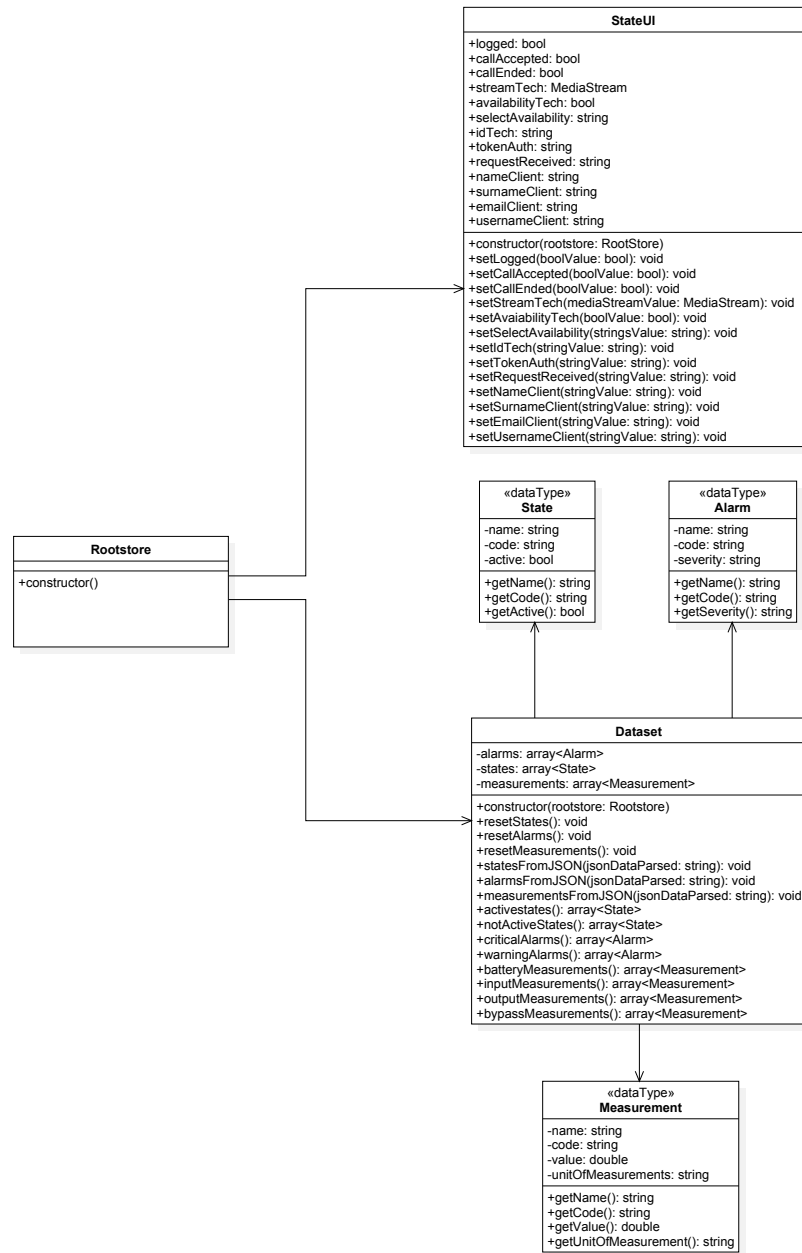 StateUI
+logged: bool
+callAccepted: bool
+callEnded: bool
+streamTech: MediaStream
+availabilityTech: bool
+selectAvailability: string
+idTech: string
+tokenAuth: string
+requestReceived: string
+nameClient: string
+surnameClient: string
+emailClient: string
+usernameClient: string
+constructor(rootstore: RootStore)
+setLogged(boolValue: bool): void
+setCallAccepted(boolValue: bool): void
+setCallEnded(boolValue: bool): void
+setStreamTech(mediaStreamValue: MediaStream): void
+setAvaiabilityTech(boolValue: bool): void
+setSelectAvailability(stringsValue: string): void
+setIdTech(stringValue: string): void
+setTokenAuth(stringValue: string): void
+setRequestReceived(stringValue: string): void
+setNameClient(stringValue: string): void
+setSurnameClient(stringValue: string): void
+setEmailClient(stringValue: string): void
+setUsernameClient(stringValue: string): void
«dataType»
State
-name: string
-code: string
-active: bool
+getName(): string
+getCode(): string
+getActive(): bool
«dataType»
Alarm
-name: string
-code: string
-severity: string
+getName(): string
+getCode(): string
+getSeverity(): string
Rootstore
+constructor()
Dataset
-alarms: array<Alarm>
-states: array<State>
-measurements: array<Measurement>
+constructor(rootstore: Rootstore)
+resetStates(): void
+resetAlarms(): void
+resetMeasurements(): void
+statesFromJSON(jsonDataParsed: string): void
+alarmsFromJSON(jsonDataParsed: string): void
+measurementsFromJSON(jsonDataParsed: string): void
+activestates(): array<State>
+notActiveStates(): array<State>
+criticalAlarms(): array<Alarm>
+warningAlarms(): array<Alarm>
+batteryMeasurements(): array<Measurement>
+inputMeasurements(): array<Measurement>
+outputMeasurements(): array<Measurement>
+bypassMeasurements(): array<Measurement>
«dataType»
Measurement
-name: string
-code: string
-value: double
-unitOfMeasurements: string
+getName(): string
+getCode(): string
+getValue(): double
+getUnitOfMeasurement(): string